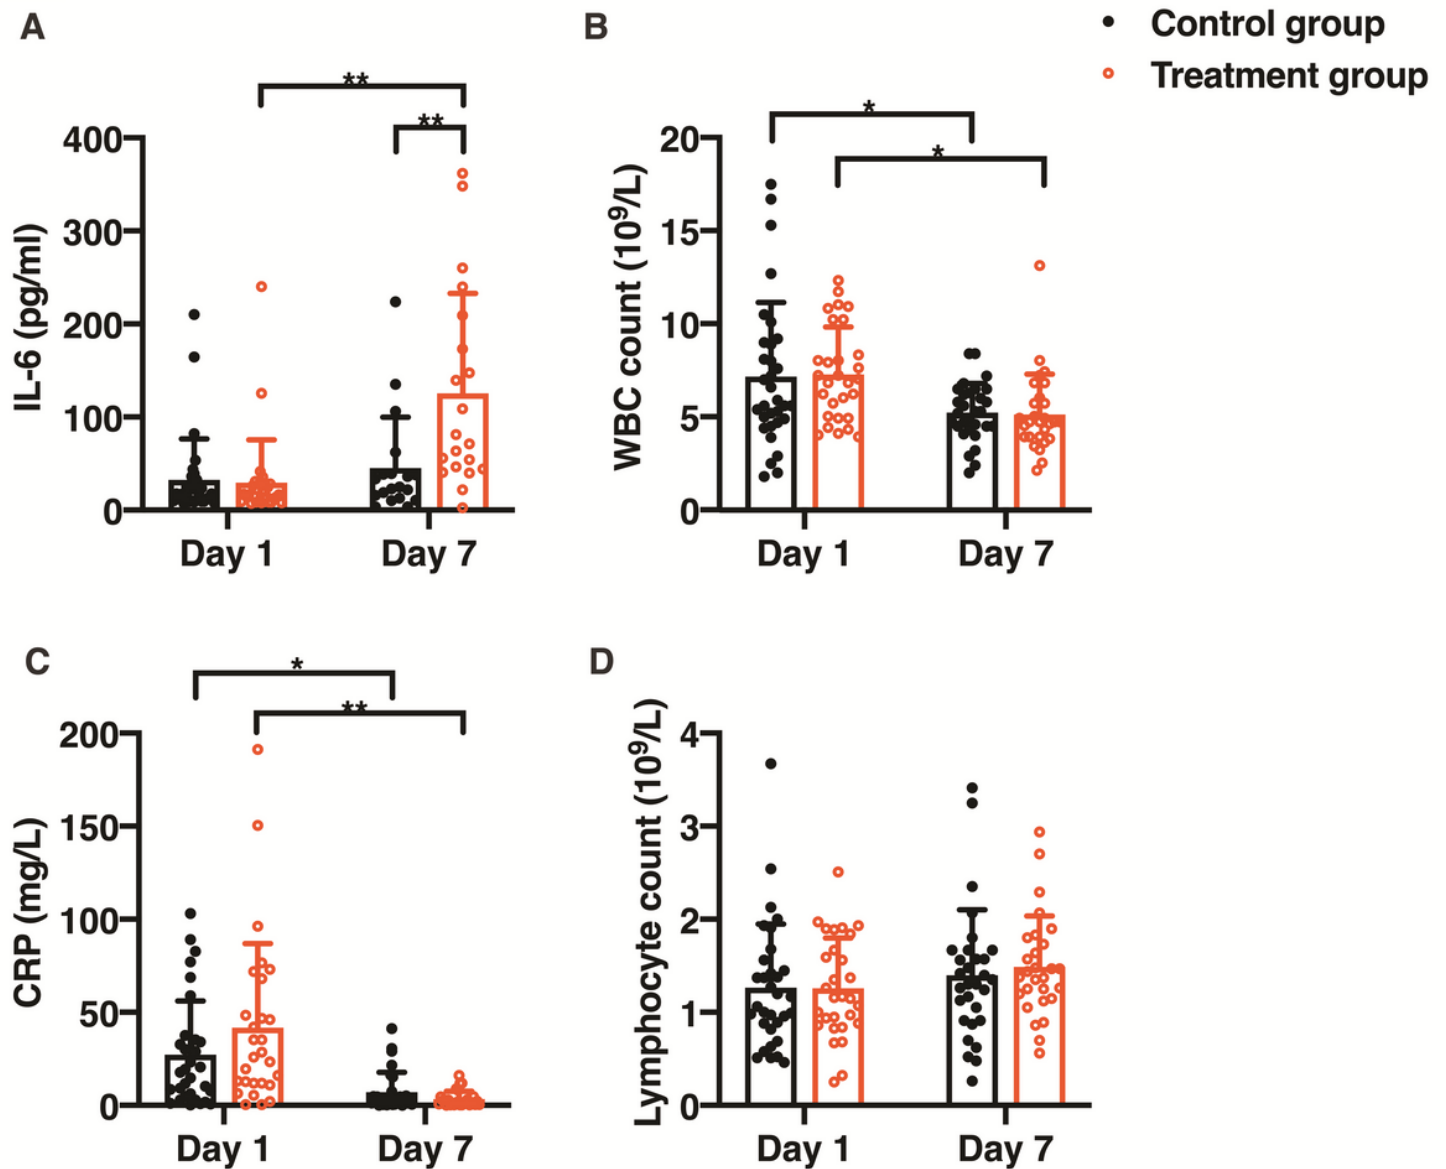 A
B
Control group
Treatment group
**
**
400
300
200
100
0
IL-6 (pg/ml)
Day 1
Day 7
*
*
20
15
10
5
0
WBC count (10⁹/L)
Day 1
Day 7
C
D
*
**
200
150
100
50
0
CRP (mg/L)
Day 1
Day 7
4
3
2
1
0
Lymphocyte count (10⁹/L)
Day 1
Day 7